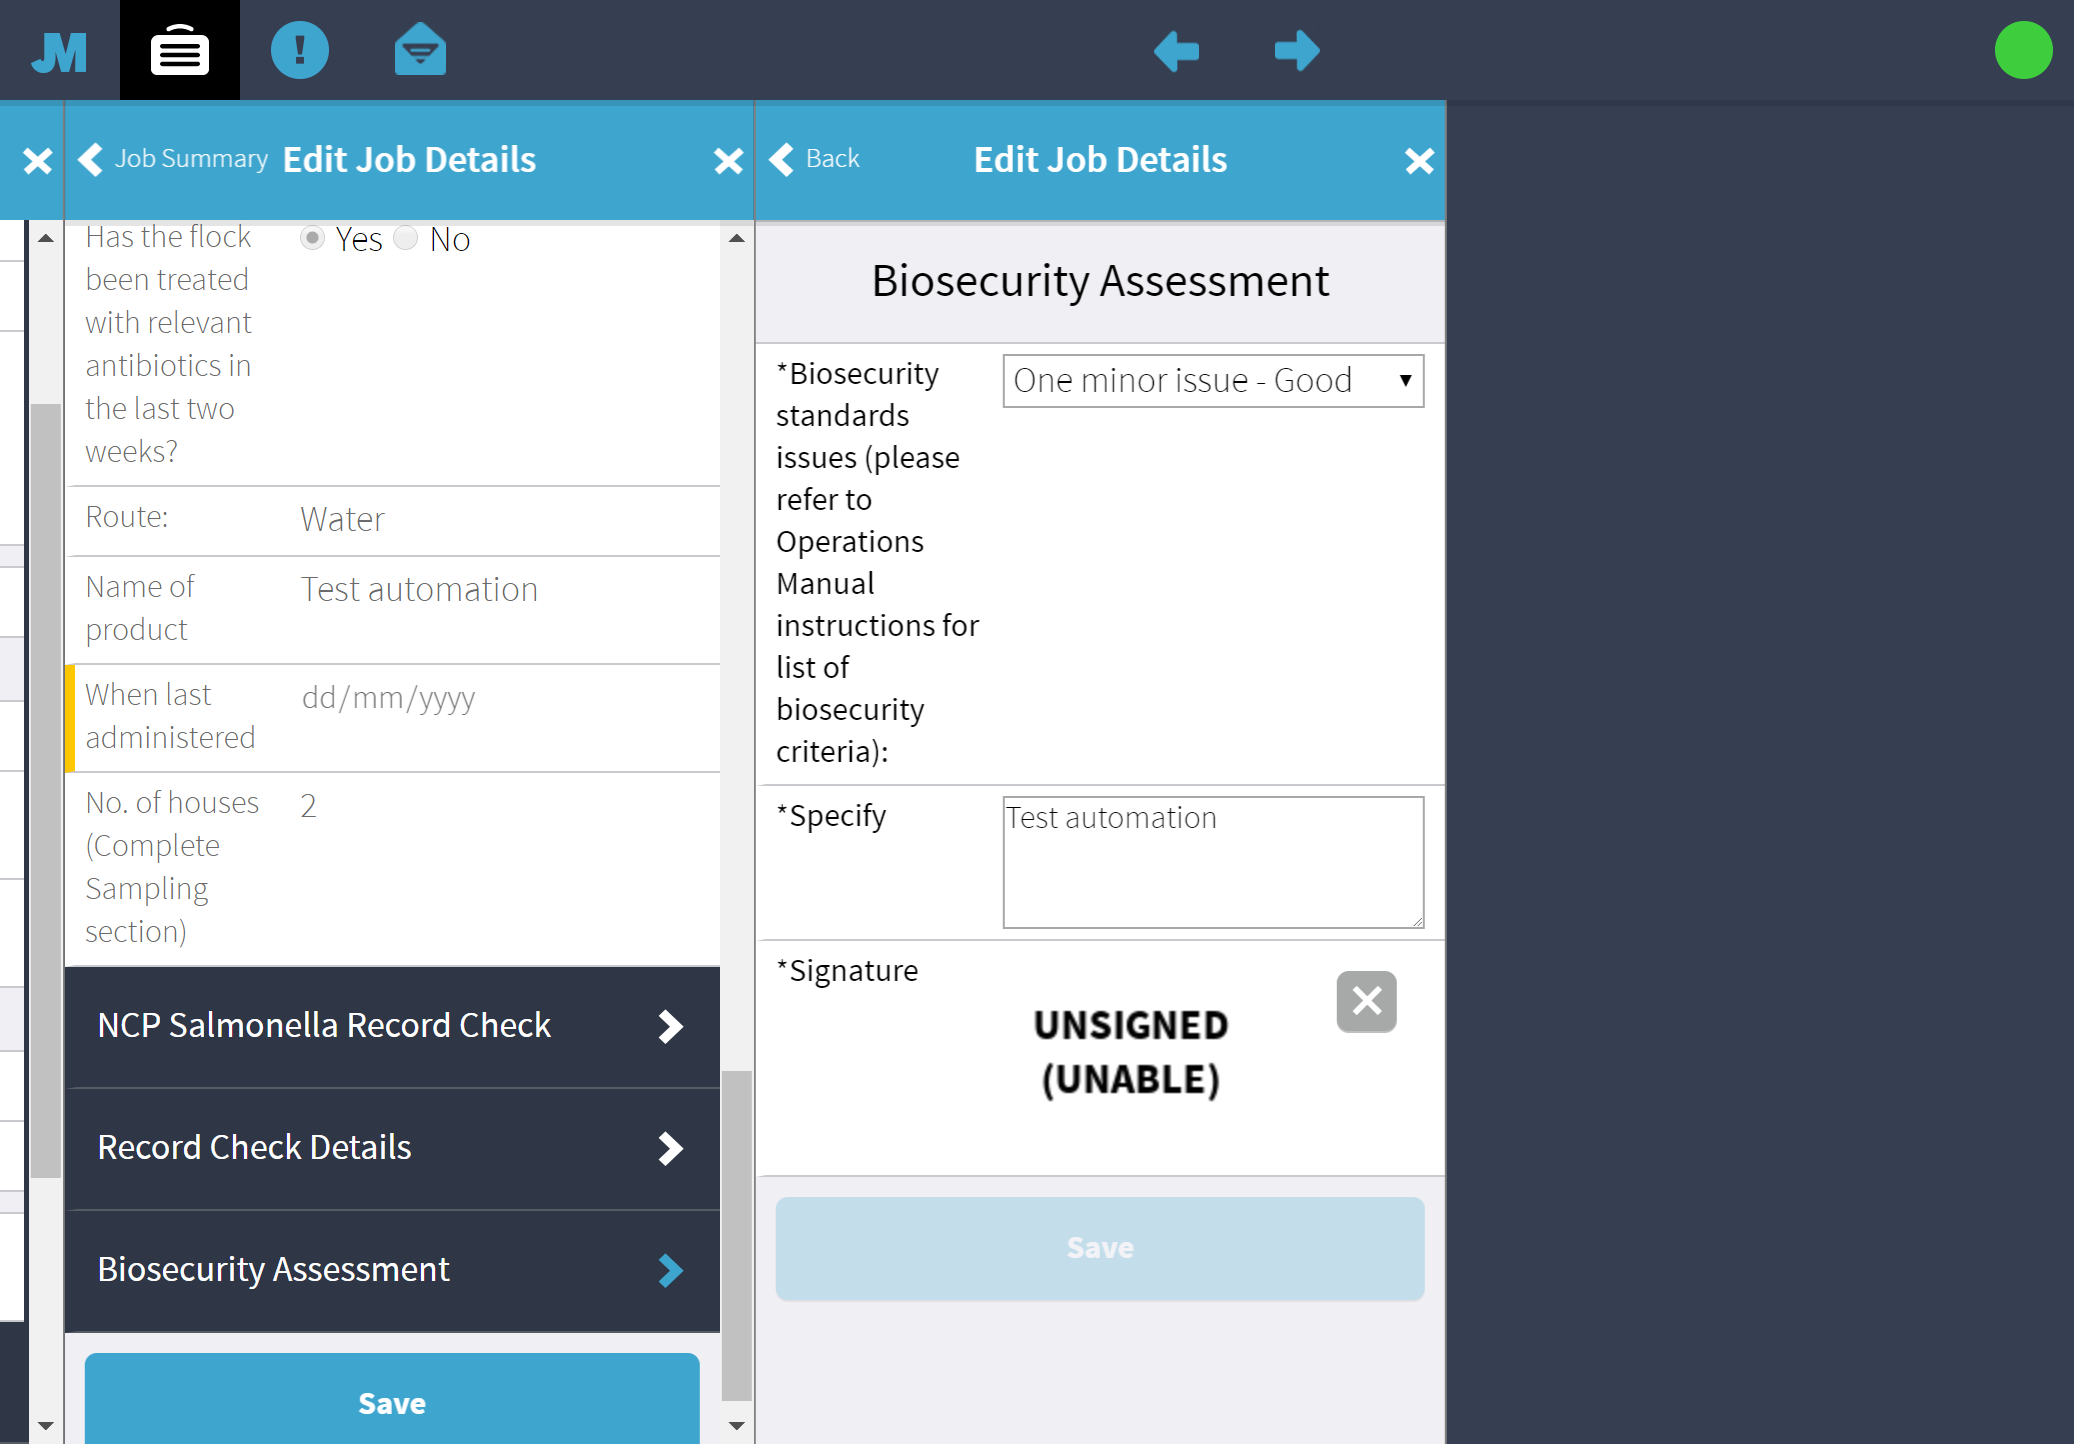 JM
Job Summary Edit Job Details
Has the flock
been treated
with relevant
antibiotics in
the last two
weeks?
Yes No
Route:
Water
Name of
product
Test automation
When last
administered
dd/mm/yyyy
No. of houses
(Complete
Sampling
section)
2
NCP Salmonella Record Check
Record Check Details
Biosecurity Assessment
Save
Back Edit Job Details
Biosecurity Assessment
*Biosecurity
standards
issues (please
refer to
Operations
Manual
instructions for
list of
biosecurity
criteria):
One minor issue - Good
*Specify
Test automation
*Signature
UNSIGNED
(UNABLE)
Save